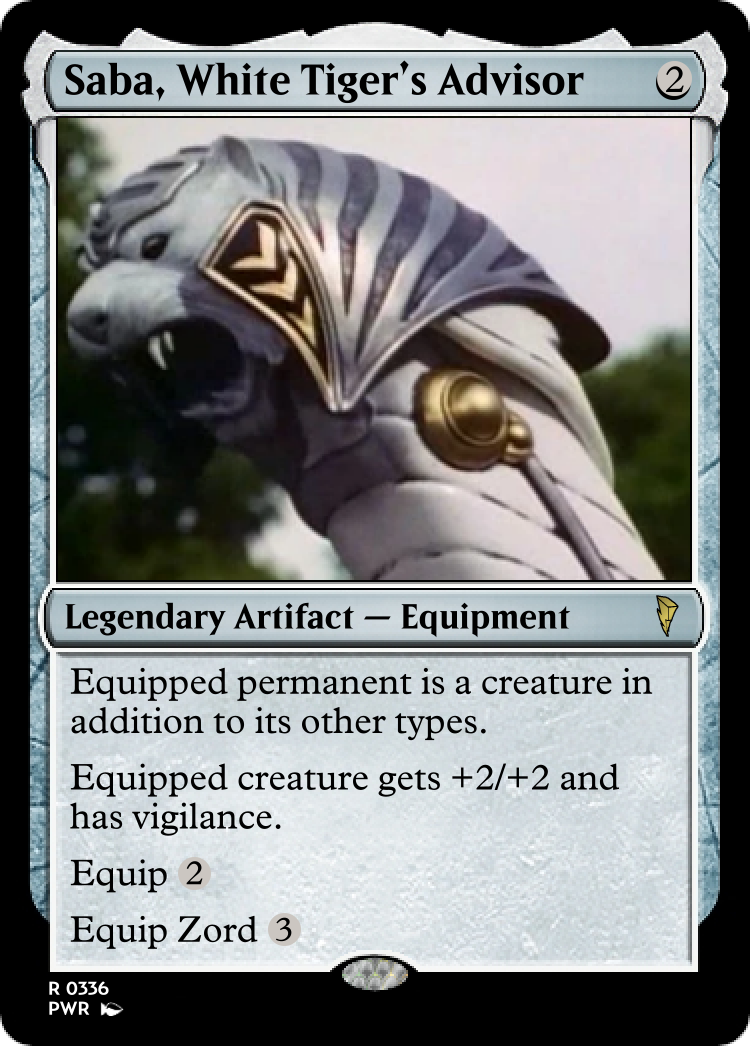 Saba, White Tiger's Advisor 2
Legendary Artifact — Equipment
Equipped permanent is a creature in
addition to its other types.
Equipped creature gets +2/+2 and
has vigilance.
Equip 2
Equip Zord 3
R 0336
PWR